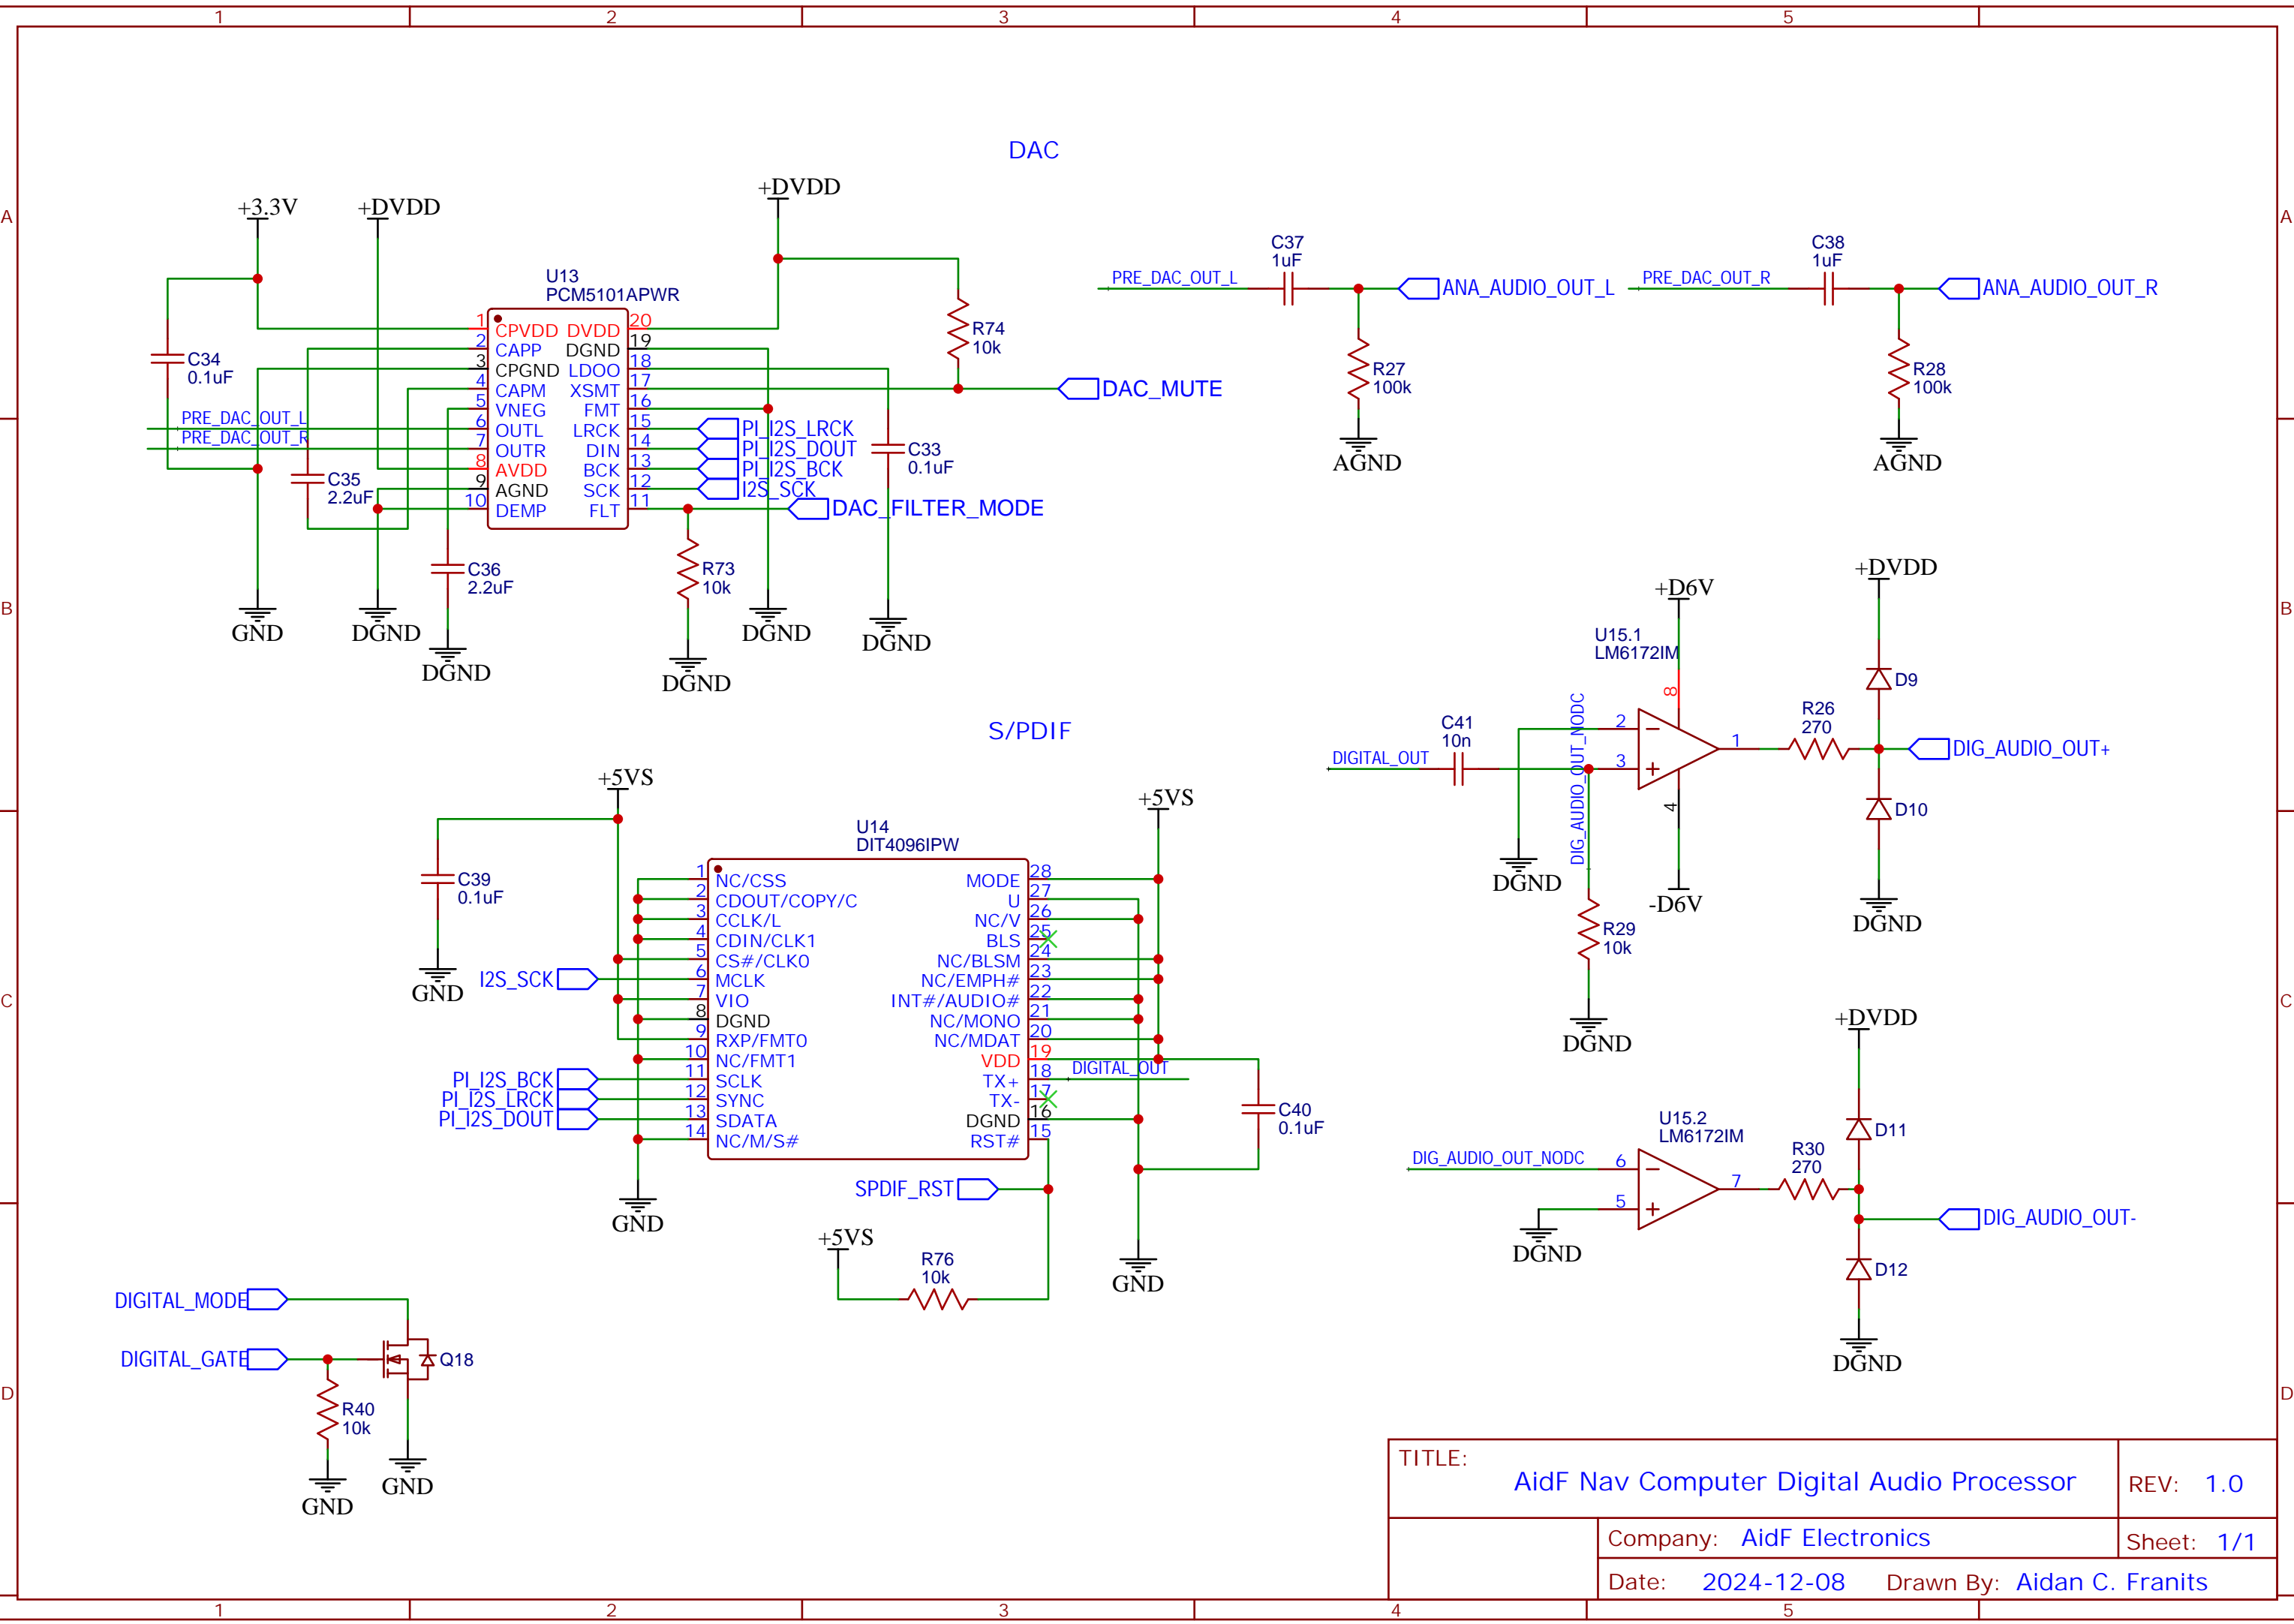 1 2 3 4 5
A A
B B
C C
D D
DAC
+3.3V
+DVDD
+DVDD
U13
PCM5101APWR
1 CPVDD
2 CAPP
3 CPGND
4 CAPM
5 VNEG
6 OUTL
7 OUTR
8 AVDD
9 AGND
10 DEMP
DVDD 20
DGND 19
LDOO 18
XSMT 17
FMT 16
LRCK 15
DIN 14
BCK 13
SCK 12
FLT 11
C34
0.1uF
PRE_DAC_OUT_L
PRE_DAC_OUT_R
C35
2.2uF
C36
2.2uF
GND
DGND
DGND
R74
10k
DAC_MUTE
PI_I2S_LRCK
PI_I2S_DOUT
PI_I2S_BCK
I2S_SCK
DAC_FILTER_MODE
C33
0.1uF
R73
10k
DGND
DGND
DGND
PRE_DAC_OUT_L
C37
1uF
ANA_AUDIO_OUT_L
R27
100k
AGND
PRE_DAC_OUT_R
C38
1uF
ANA_AUDIO_OUT_R
R28
100k
AGND
S/PDIF
+5VS
+5VS
C39
0.1uF
GND
U14
DIT4096IPW
1 NC/CSS
2 CDOUT/COPY/C
3 CCLK/L
4 CDIN/CLK1
5 CS#/CLK0
6 MCLK
7 VIO
8 DGND
9 RXP/FMT0
10 NC/FMT1
11 SCLK
12 SYNC
13 SDATA
14 NC/M/S#
MODE 28
U 27
NC/V 26
BLS 25
NC/BLSM 24
NC/EMPH# 23
INT#/AUDIO# 22
NC/MONO 21
NC/MDAT 20
VDD 19
TX+ 18
TX- 17
DGND 16
RST# 15
I2S_SCK
PI_I2S_BCK
PI_I2S_LRCK
PI_I2S_DOUT
GND
DIGITAL_OUT
C40
0.1uF
SPDIF_RST
+5VS
R76
10k
GND
+D6V
U15.1
LM6172IM
8
2
3
1
4
-D6V
DIGITAL_OUT
C41
10n
DIG_AUDIO_OUT_NODC
DGND
R29
10k
DGND
R26
270
+DVDD
D9
DIG_AUDIO_OUT+
D10
DGND
U15.2
LM6172IM
DIG_AUDIO_OUT_NODC
6
5
7
DGND
R30
270
+DVDD
D11
DIG_AUDIO_OUT-
D12
DGND
DIGITAL_MODE
DIGITAL_GATE
Q18
R40
10k
GND
GND
TITLE:
AidF Nav Computer Digital Audio Processor
REV: 1.0
Company: AidF Electronics
Sheet: 1/1
Date: 2024-12-08
Drawn By: Aidan C. Franits
1 2 3 4 5